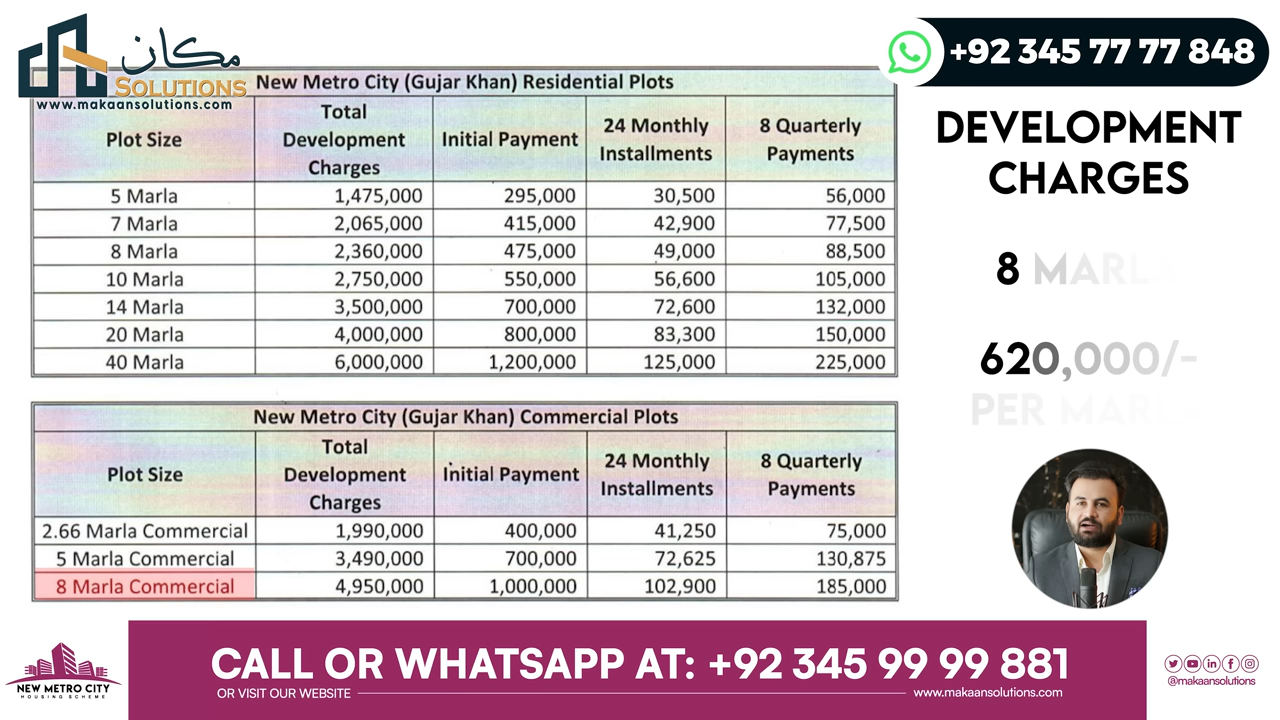 مکان
SOLUTIONS
www.makaansolutions.com
+92 345 77 77 848
New Metro City (Gujar Khan) Residential Plots
Plot Size Total Development Charges Initial Payment 24 Monthly Installments 8 Quarterly Payments
5 Marla 1,475,000 295,000 30,500 56,000
7 Marla 2,065,000 415,000 42,900 77,500
8 Marla 2,360,000 475,000 49,000 88,500
10 Marla 2,750,000 550,000 56,600 105,000
14 Marla 3,500,000 700,000 72,600 132,000
20 Marla 4,000,000 800,000 83,300 150,000
40 Marla 6,000,000 1,200,000 125,000 225,000
New Metro City (Gujar Khan) Commercial Plots
Plot Size Total Development Charges Initial Payment 24 Monthly Installments 8 Quarterly Payments
2.66 Marla Commercial 1,990,000 400,000 41,250 75,000
5 Marla Commercial 3,490,000 700,000 72,625 130,875
8 Marla Commercial 4,950,000 1,000,000 102,900 185,000
DEVELOPMENT
CHARGES
8 MARLA
620,000/-
PER MARLA
NEW METRO CITY
HOUSING SCHEME
CALL OR WHATSAPP AT: +92 345 99 99 881
OR VISIT OUR WEBSITE www.makaansolutions.com
@makaansolutions